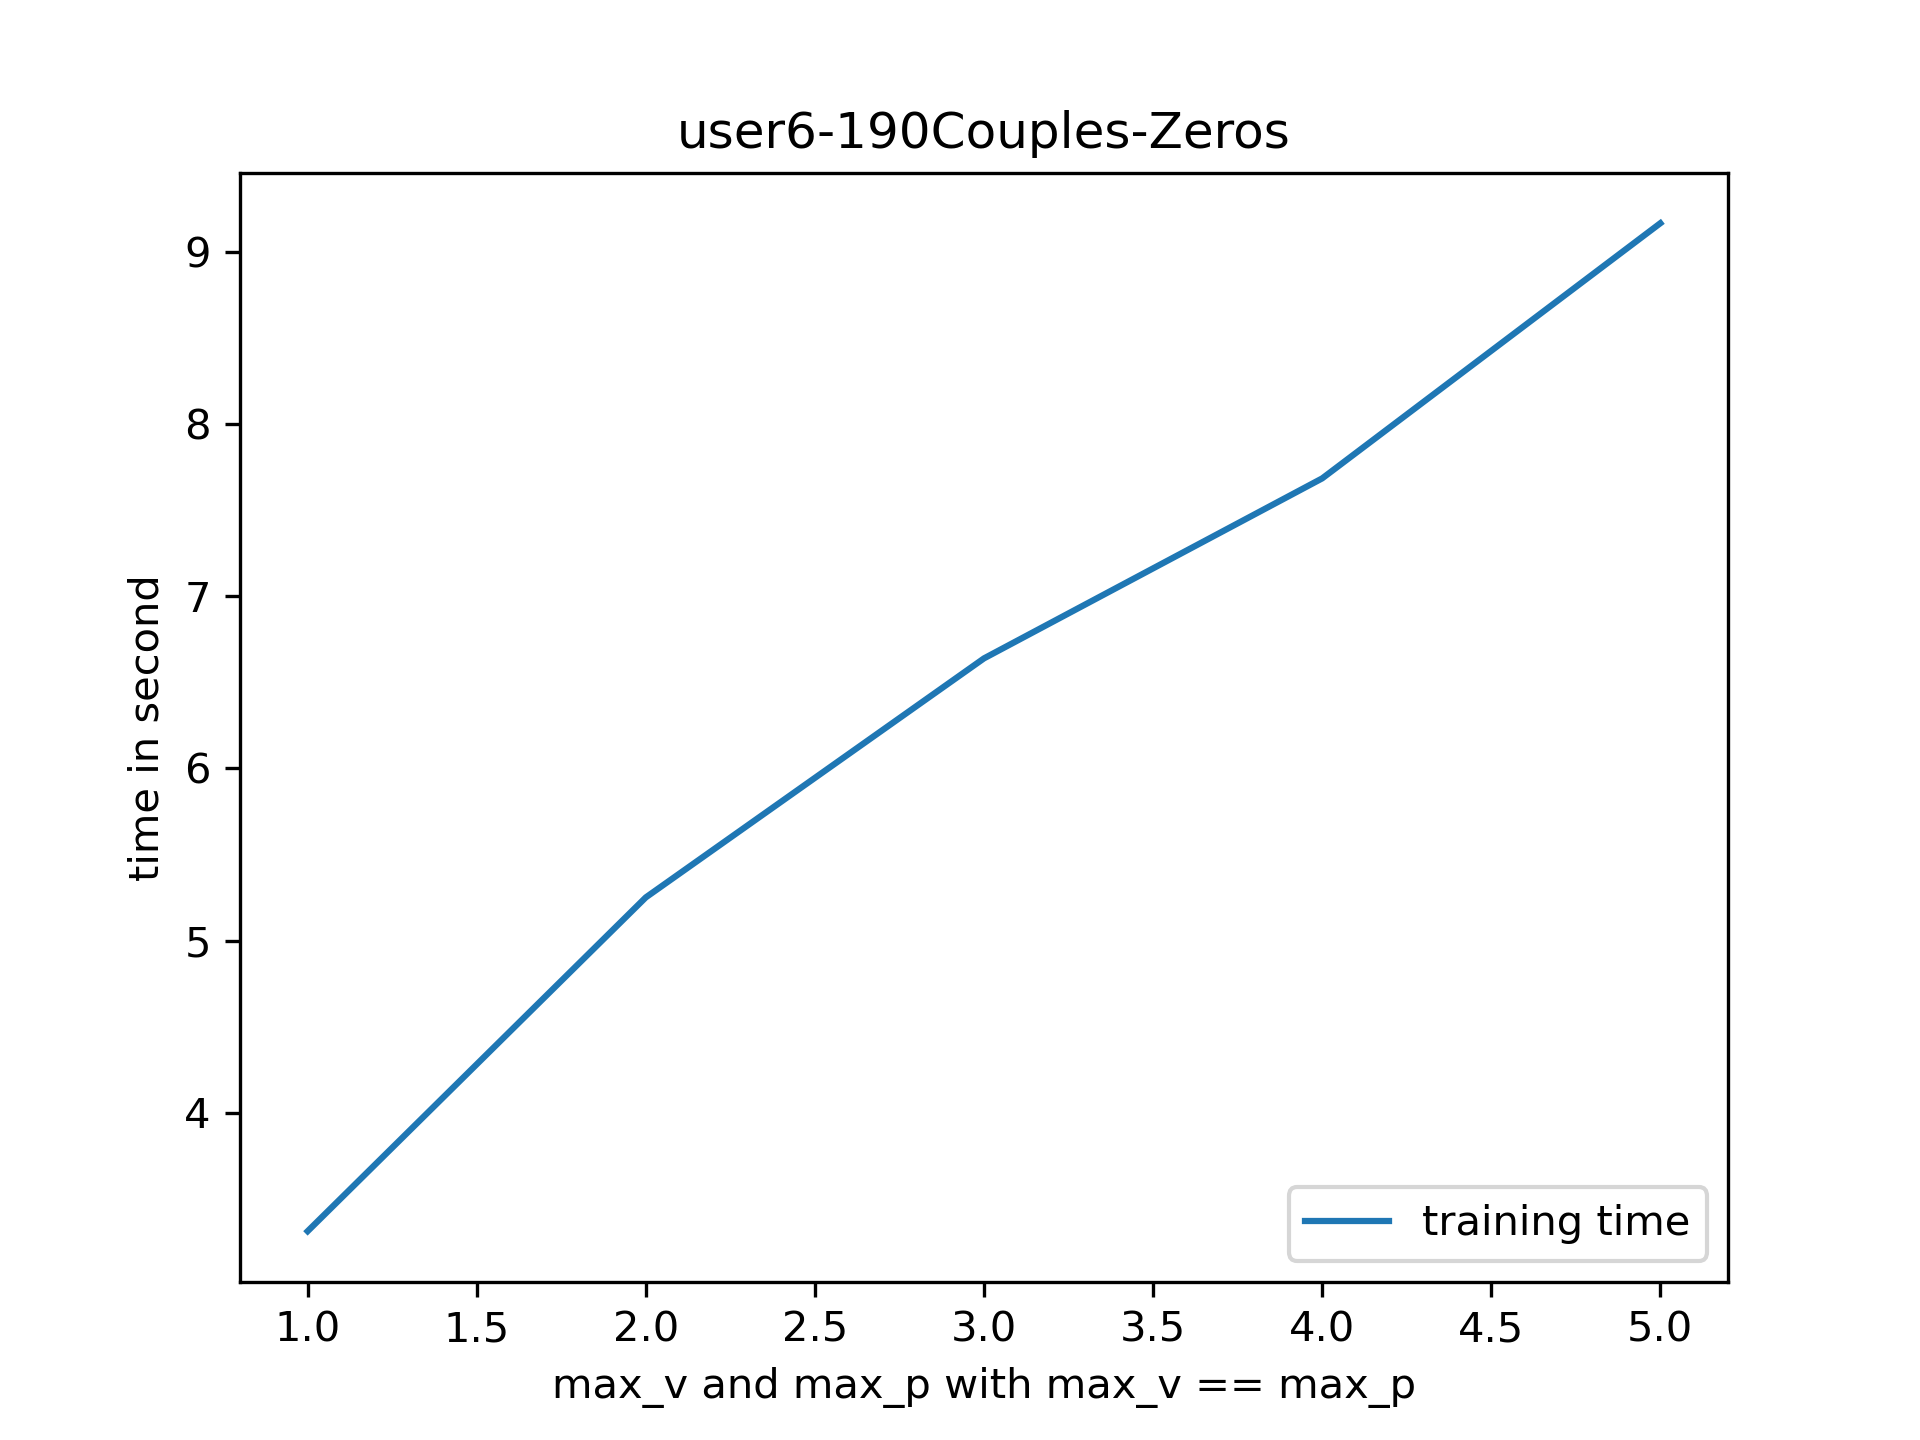 user6-190Couples-Zeros
time in second
9
8
7
6
5
4
training time
1.0 1.5 2.0 2.5 3.0 3.5 4.0 4.5 5.0
max_v and max_p with max_v == max_p